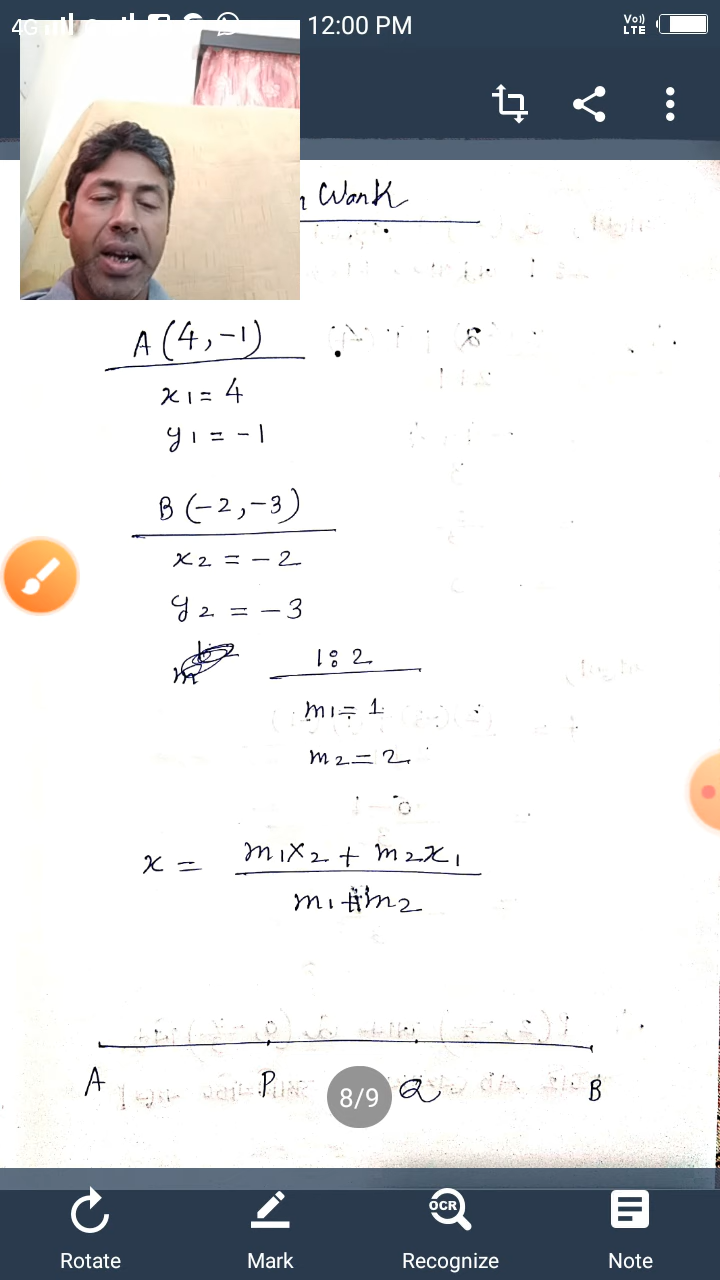 4G 12:00 PM Vo)) LTE
n Work
A (4, -1)
x1 = 4
y1 = -1
B (-2, -3)
x2 = -2
y2 = -3
m
1:2
m1 = 1
m2 = 2
x = m1x2 + m2x1
m1 + m2
A P Q B
8/9
OCR
Rotate Mark Recognize Note